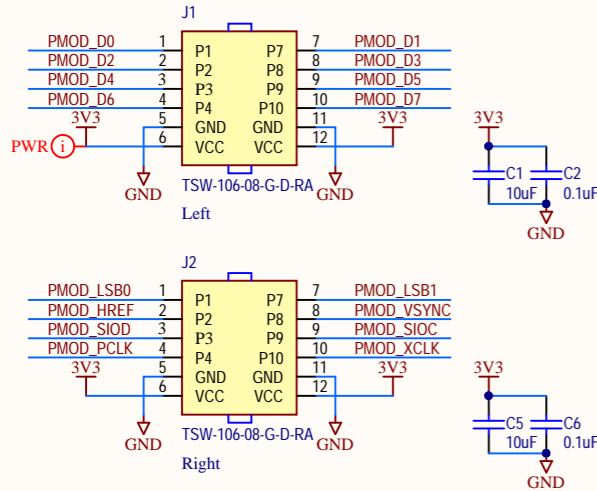 J1
PMOD_D0 1 P1 P7 7 PMOD_D1
PMOD_D2 2 P2 P8 8 PMOD_D3
PMOD_D4 3 P3 P9 9 PMOD_D5
PMOD_D6 4 P4 P10 10 PMOD_D7
3V3 5 GND GND 11 3V3
PWR i 6 VCC VCC 12
GND GND
TSW-106-08-G-D-RA
Left
3V3
C1 C2
10uF 0.1uF
GND
J2
PMOD_LSB0 1 P1 P7 7 PMOD_LSB1
PMOD_HREF 2 P2 P8 8 PMOD_VSYNC
PMOD_SIOD 3 P3 P9 9 PMOD_SIOC
PMOD_PCLK 4 P4 P10 10 PMOD_XCLK
3V3 5 GND GND 11 3V3
6 VCC VCC 12
GND GND
TSW-106-08-G-D-RA
Right
3V3
C5 C6
10uF 0.1uF
GND